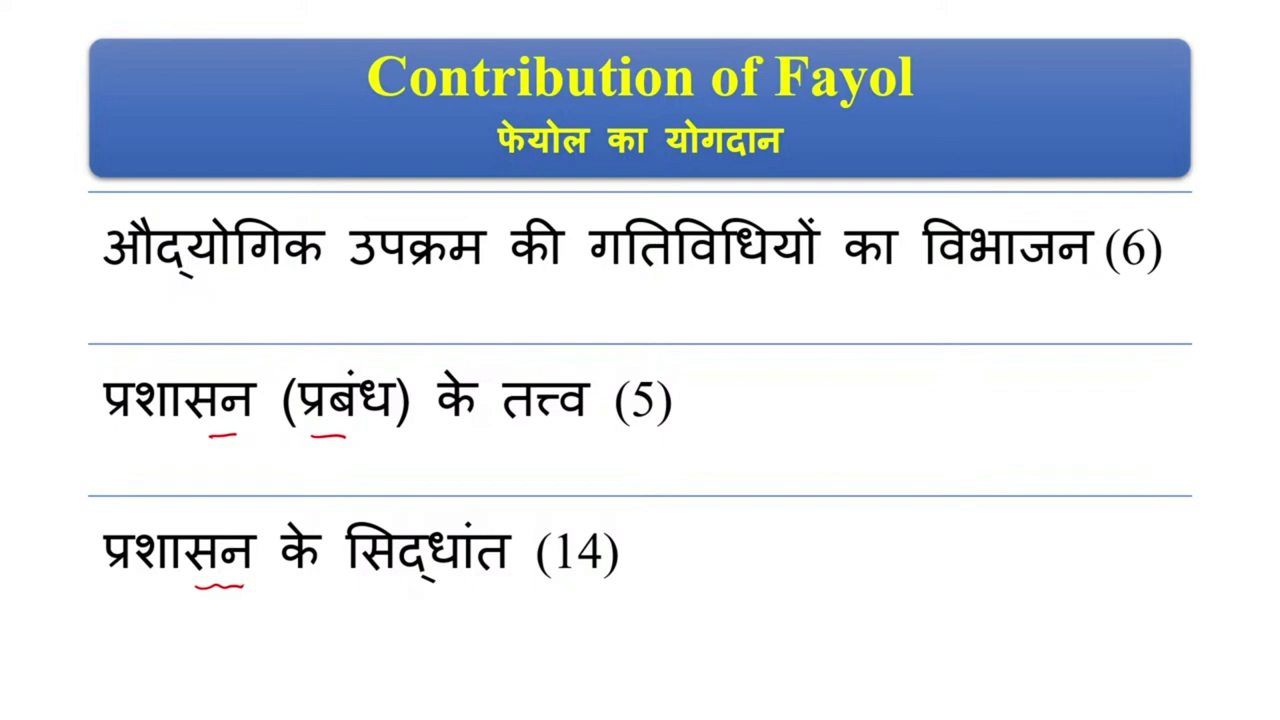 Contribution of Fayol
फेयोल का योगदान
औद्‌योगिक उपक्रम की गतिविधियों का विभाजन (6)
प्रशासन (प्रबंध) के तत्त्व (5)
प्रशासन के सिद्‌धांत (14)